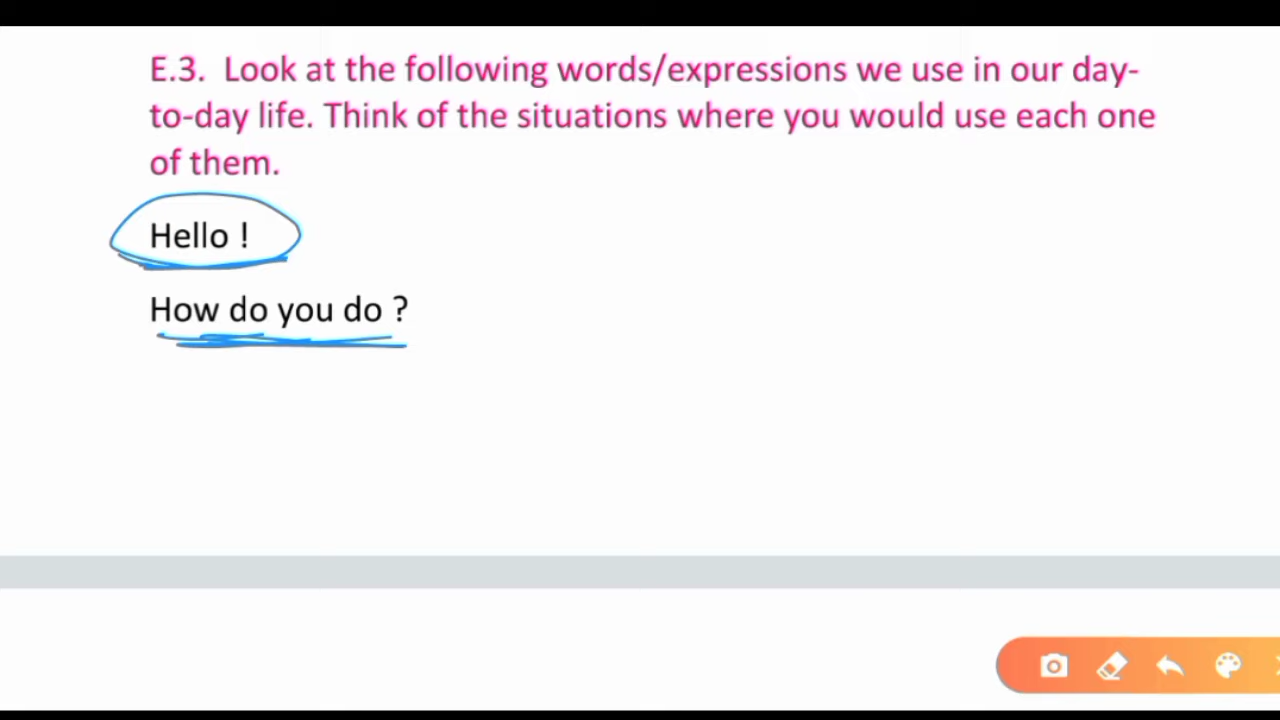 E.3. Look at the following words/expressions we use in our day-
to-day life. Think of the situations where you would use each one
of them.
Hello !
How do you do ?